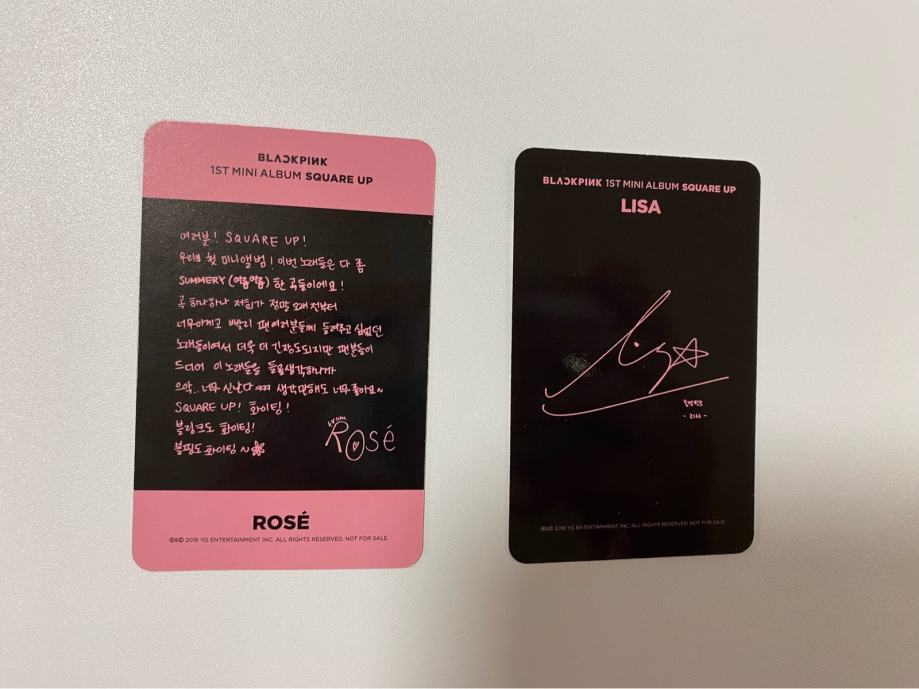 BLACKPINK
1ST MINI ALBUM SQUARE UP
여러분! SQUARE UP!
우리의 첫 미니앨범! 이번 노래들은 다 좀
SUMMERY (여름여름) 한 곡들이에요!
곡 하나하나 저희가 정말 오래 전부터
너무 아끼고 빨리 팬여러분들께 들려주고 싶었던
노래들이여서 더욱 더 긴장도되지만 팬분들이
드디어 이 노래들을 들을생각하니까
으악.. 너무 신난다 생각만해도 너무 좋아요~
SQUARE UP! 화이팅!
블링크도 화이팅!
블핑도 화이팅 ~
from.
Rosé
ROSÉ
℗&© 2018 YG ENTERTAINMENT INC. ALL RIGHTS RESERVED. NOT FOR SALE.
BLACKPINK 1ST MINI ALBUM SQUARE UP
LISA
Lisa
℗&© 2018 YG ENTERTAINMENT INC. ALL RIGHTS RESERVED. NOT FOR SALE.